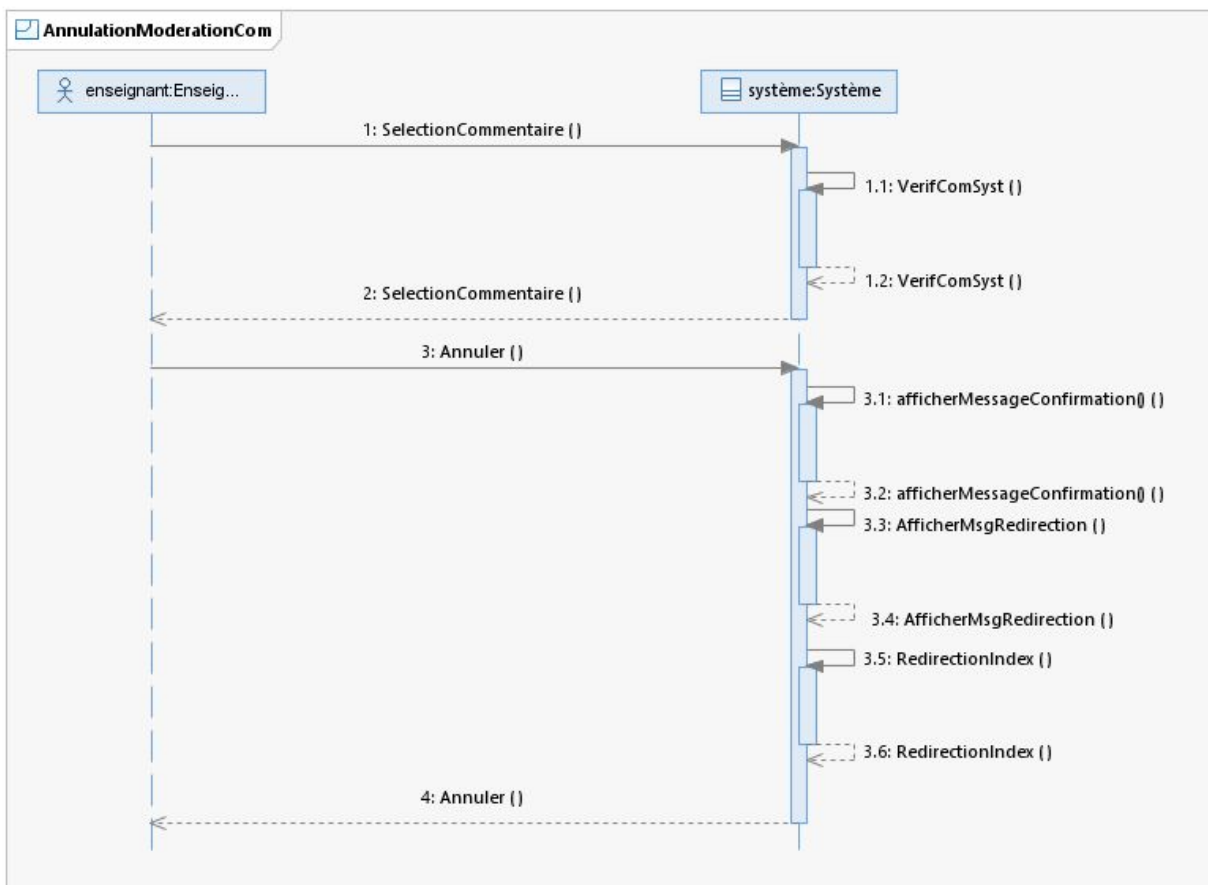 AnnulationModerationCom
enseignant:Enseig...
système:Système
1: SelectionCommentaire ()
1.1: VerifComSyst ()
1.2: VerifComSyst ()
2: SelectionCommentaire ()
3: Annuler ()
3.1: afficherMessageConfirmation() ()
3.2: afficherMessageConfirmation() ()
3.3: AfficherMsgRedirection ()
3.4: AfficherMsgRedirection ()
3.5: RedirectionIndex ()
3.6: RedirectionIndex ()
4: Annuler ()